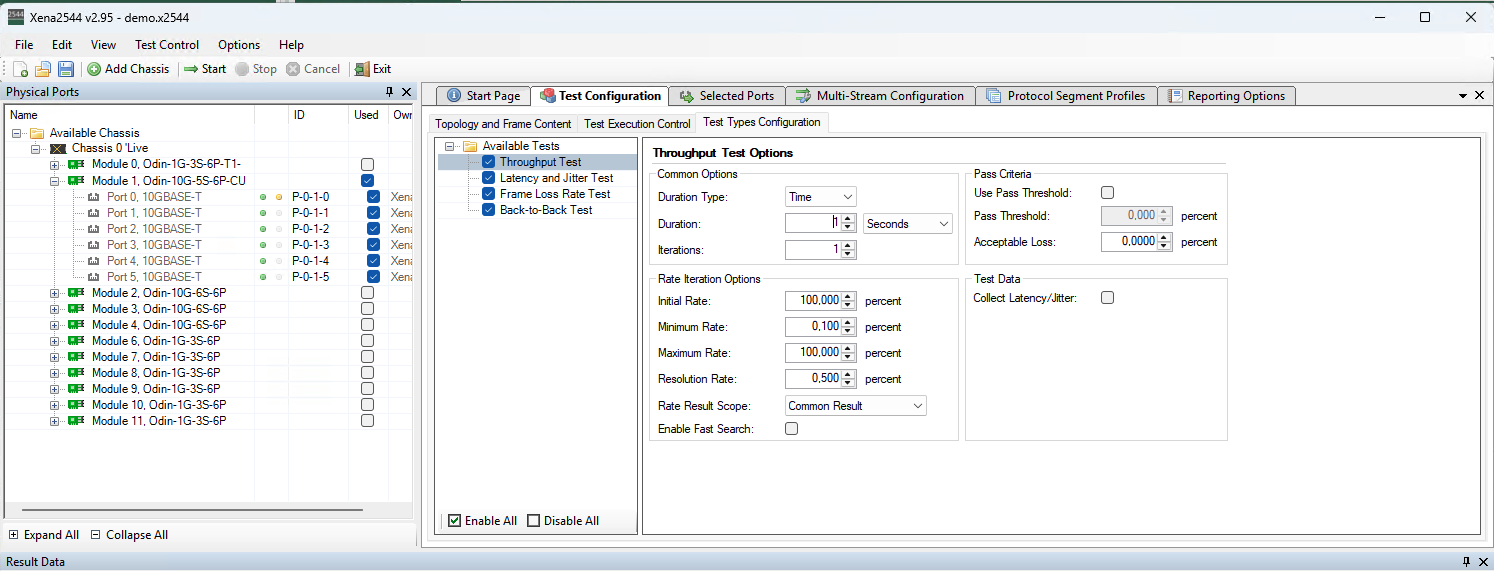 2544 Xena2544 v2.95 - demo.x2544
File Edit View Test Control Options Help
Add Chassis Start Stop Cancel Exit
Physical Ports
Name ID Used Own
Available Chassis
Chassis 0 'Live
Module 0, Odin-1G-3S-6P-T1-
Module 1, Odin-10G-5S-6P-CU
Port 0, 10GBASE-T P-0-1-0 Xena
Port 1, 10GBASE-T P-0-1-1 Xena
Port 2, 10GBASE-T P-0-1-2 Xena
Port 3, 10GBASE-T P-0-1-3 Xena
Port 4, 10GBASE-T P-0-1-4 Xena
Port 5, 10GBASE-T P-0-1-5 Xena
Module 2, Odin-10G-6S-6P
Module 3, Odin-10G-6S-6P
Module 4, Odin-10G-6S-6P
Module 6, Odin-1G-3S-6P
Module 7, Odin-1G-3S-6P
Module 8, Odin-1G-3S-6P
Module 9, Odin-1G-3S-6P
Module 10, Odin-1G-3S-6P
Module 11, Odin-1G-3S-6P
Expand All Collapse All
Start Page Test Configuration Selected Ports Multi-Stream Configuration Protocol Segment Profiles Reporting Options
Topology and Frame Content Test Execution Control Test Types Configuration
Available Tests
Throughput Test
Latency and Jitter Test
Frame Loss Rate Test
Back-to-Back Test
Enable All Disable All
Throughput Test Options
Common Options
Duration Type: Time
Duration: 1 Seconds
Iterations: 1
Rate Iteration Options
Initial Rate: 100,000 percent
Minimum Rate: 0,100 percent
Maximum Rate: 100,000 percent
Resolution Rate: 0,500 percent
Rate Result Scope: Common Result
Enable Fast Search:
Pass Criteria
Use Pass Threshold:
Pass Threshold: 0,000 percent
Acceptable Loss: 0,0000 percent
Test Data
Collect Latency/Jitter:
Result Data